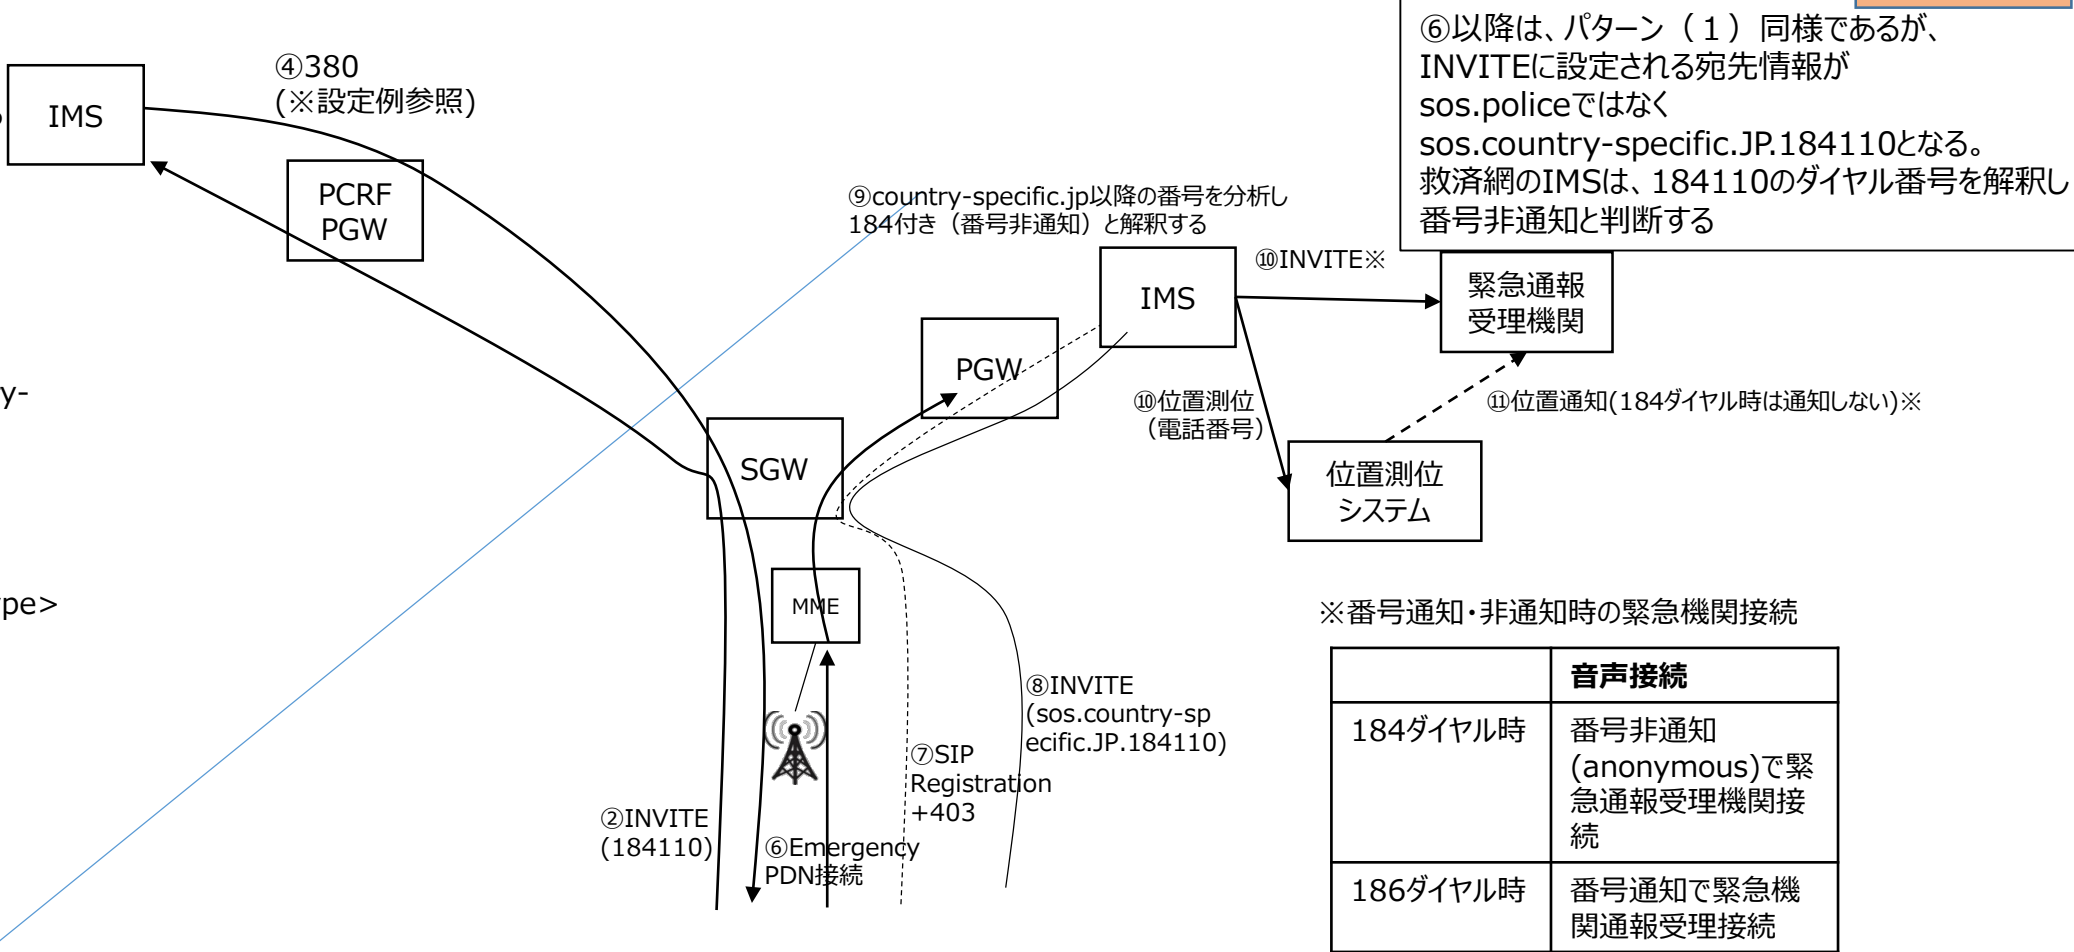 ⑥以降は、パターン（１）同様であるが、
INVITEに設定される宛先情報が
sos.policeではなく
sos.country-specific.JP.184110となる。
救済網のIMSは、184110のダイヤル番号を解釈し
番号非通知と判断する
④380
(※設定例参照)
IMS
PCRF
PGW
⑨country-specific.jp以降の番号を分析し
184付き（番号非通知）と解釈する
⑩INVITE※
IMS
緊急通報
受理機関
PGW
y-
⑩位置測位
（電話番号）
⑪位置通知(184ダイヤル時は通知しない)※
SGW
位置測位
システム
MME
pe>
※番号通知・非通知時の緊急機関接続
音声接続
184ダイヤル時
番号非通知
(anonymous)で緊
急通報受理機関接
続
186ダイヤル時
番号通知で緊急機
関通報受理接続
⑧INVITE
(sos.country-sp
ecific.JP.184110)
⑦SIP
Registration
+403
②INVITE
(184110)
⑥Emergency
PDN接続